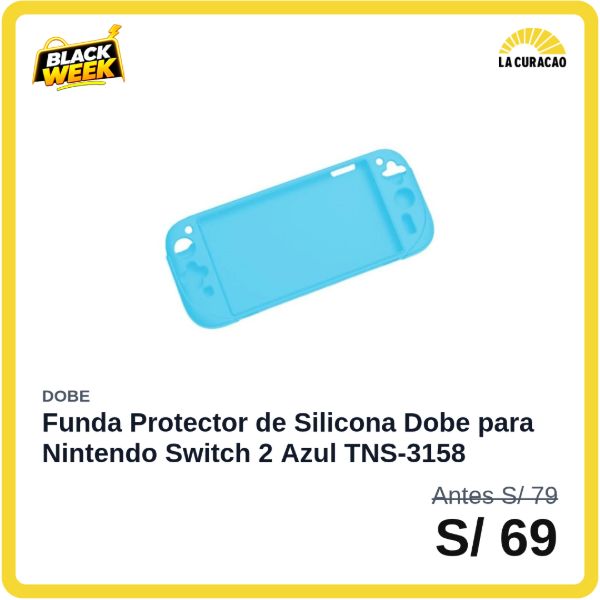 BLACK
WEEK
LA CURACAO
DOBE
Funda Protector de Silicona Dobe para
Nintendo Switch 2 Azul TNS-3158
Antes S/ 79
S/ 69